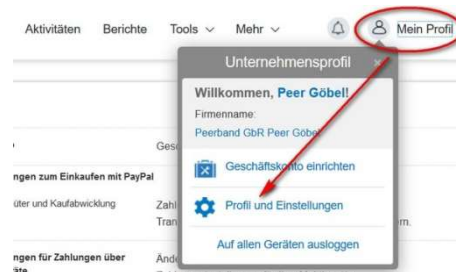 Aktivitäten Berichte Tools Mehr Mein Profil
Unternehmensprofil ×
Willkommen, Peer Göbel!
Firmenname:
Peerband GbR Peer Göbel
Gesc
Geschäftskonto einrichten
ngen zum Einkaufen mit PayPal
üter und Kaufabwicklung Zahl
Profil und Einstellungen
Tran rn.
Auf allen Geräten ausloggen
ngen für Zahlungen über Ände